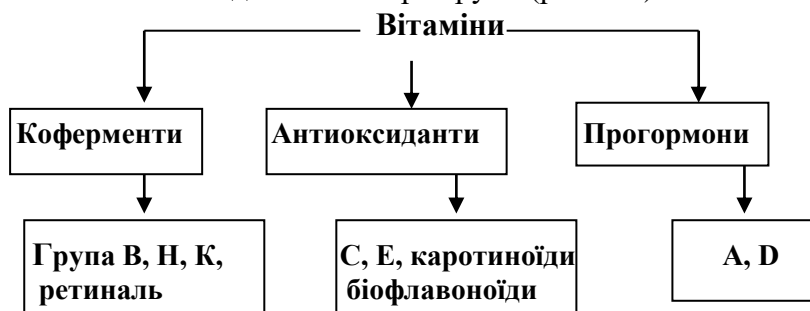 Вітаміни
Коферменти
Антиоксиданти
Прогормони
Група В, Н, К,
ретиналь
С, Е, каротиноїди
біофлавоноїди
А, D